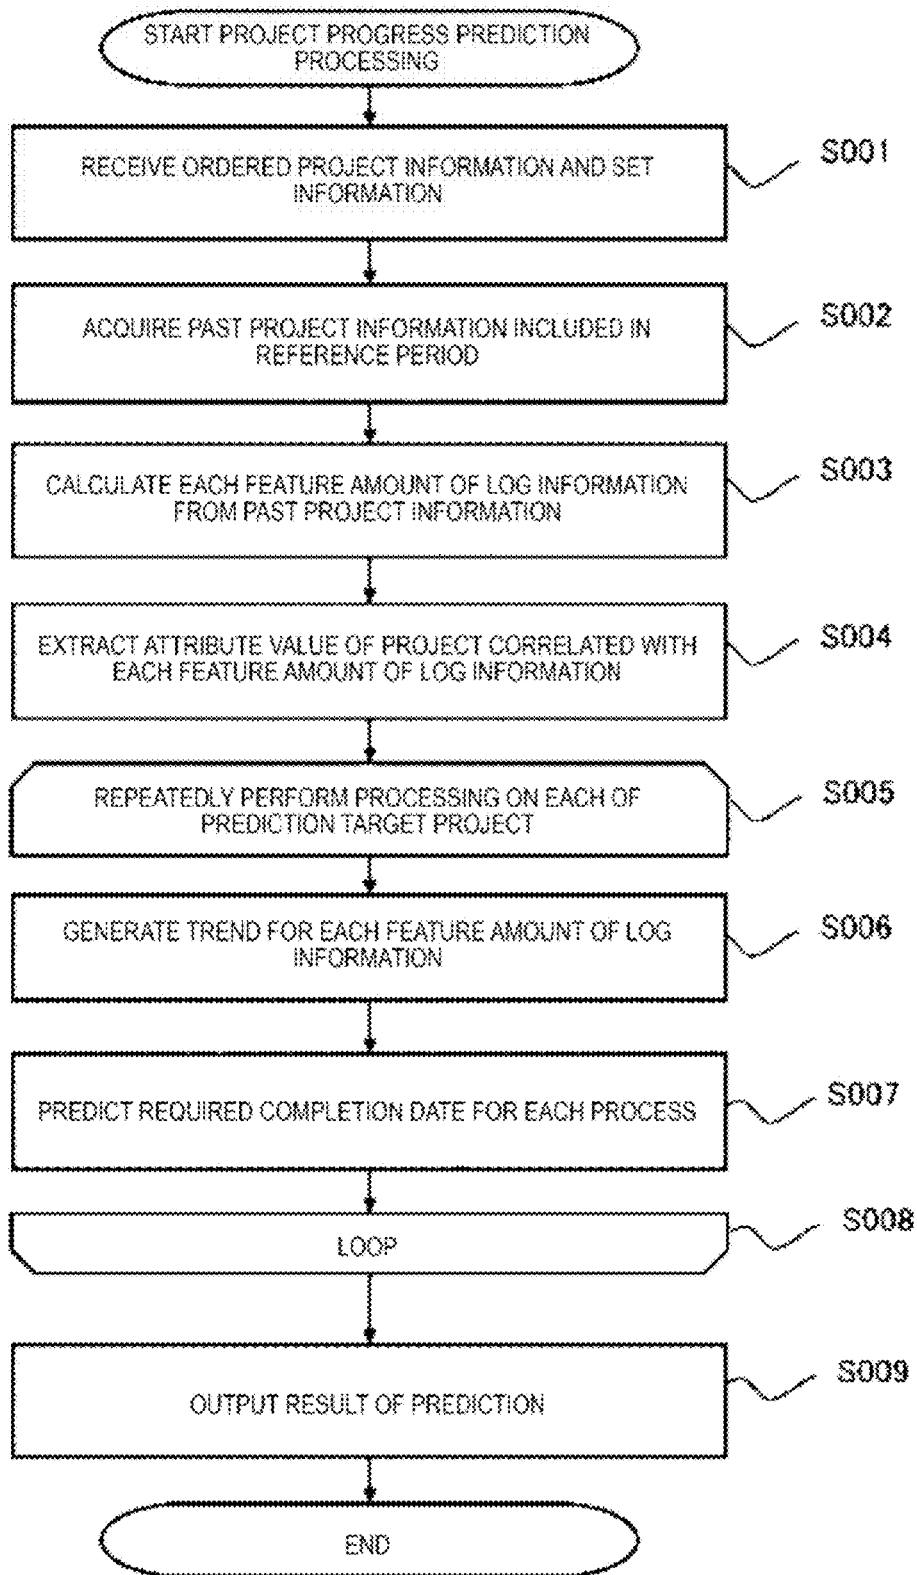 START PROJECT PROGRESS PREDICTION
PROCESSING
RECEIVE ORDERED PROJECT INFORMATION AND SET
INFORMATION
S001
ACQUIRE PAST PROJECT INFORMATION INCLUDED IN
REFERENCE PERIOD
S002
CALCULATE EACH FEATURE AMOUNT OF LOG INFORMATION
FROM PAST PROJECT INFORMATION
S003
EXTRACT ATTRIBUTE VALUE OF PROJECT CORRELATED WITH
EACH FEATURE AMOUNT OF LOG INFORMATION
S004
REPEATEDLY PERFORM PROCESSING ON EACH OF
PREDICTION TARGET PROJECT
S005
GENERATE TREND FOR EACH FEATURE AMOUNT OF LOG
INFORMATION
S006
PREDICT REQUIRED COMPLETION DATE FOR EACH PROCESS
S007
LOOP
S008
OUTPUT RESULT OF PREDICTION
S009
END